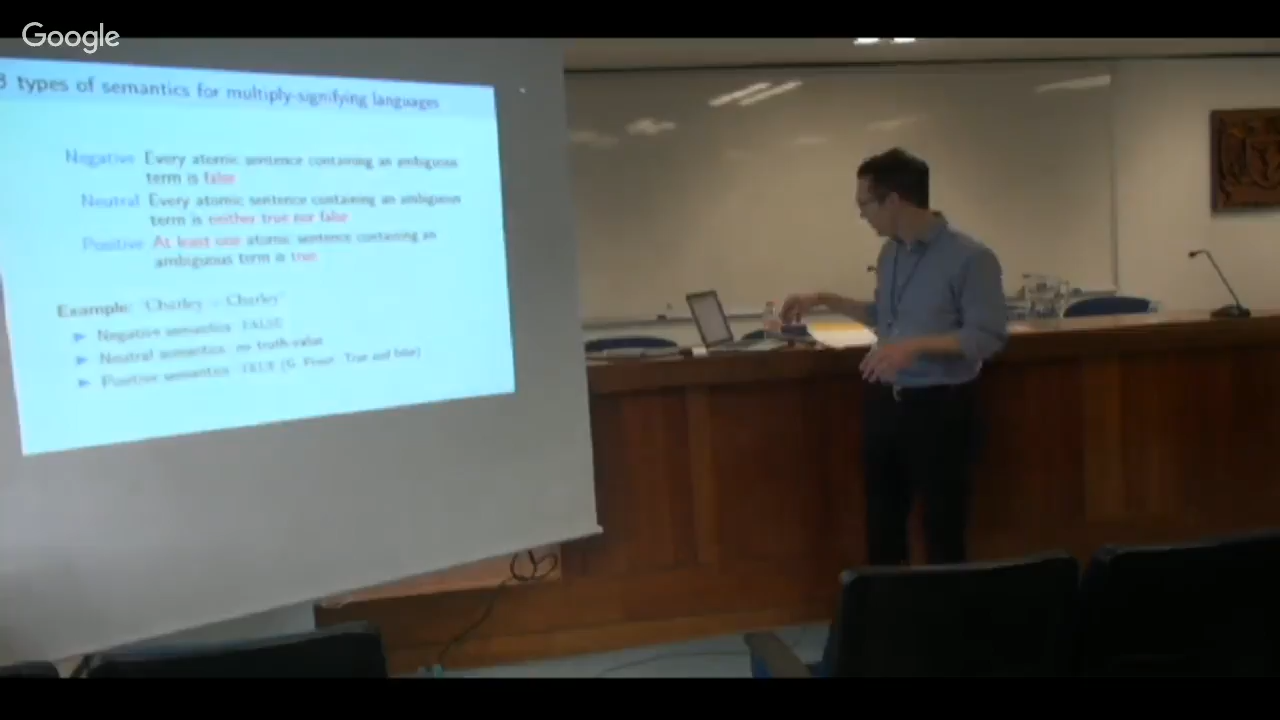 Google
3 types of semantics for multiply-signifying languages
Negative Every atomic sentence containing an ambiguous
term is false
Neutral Every atomic sentence containing an ambiguous
term is neither true nor false
Positive At least one atomic sentence containing an
ambiguous term is true
Example: 'Charley = Charley'
Negative semantics FALSE
Neutral semantics no truth-value
Positive semantics TRUE (G. True and false)